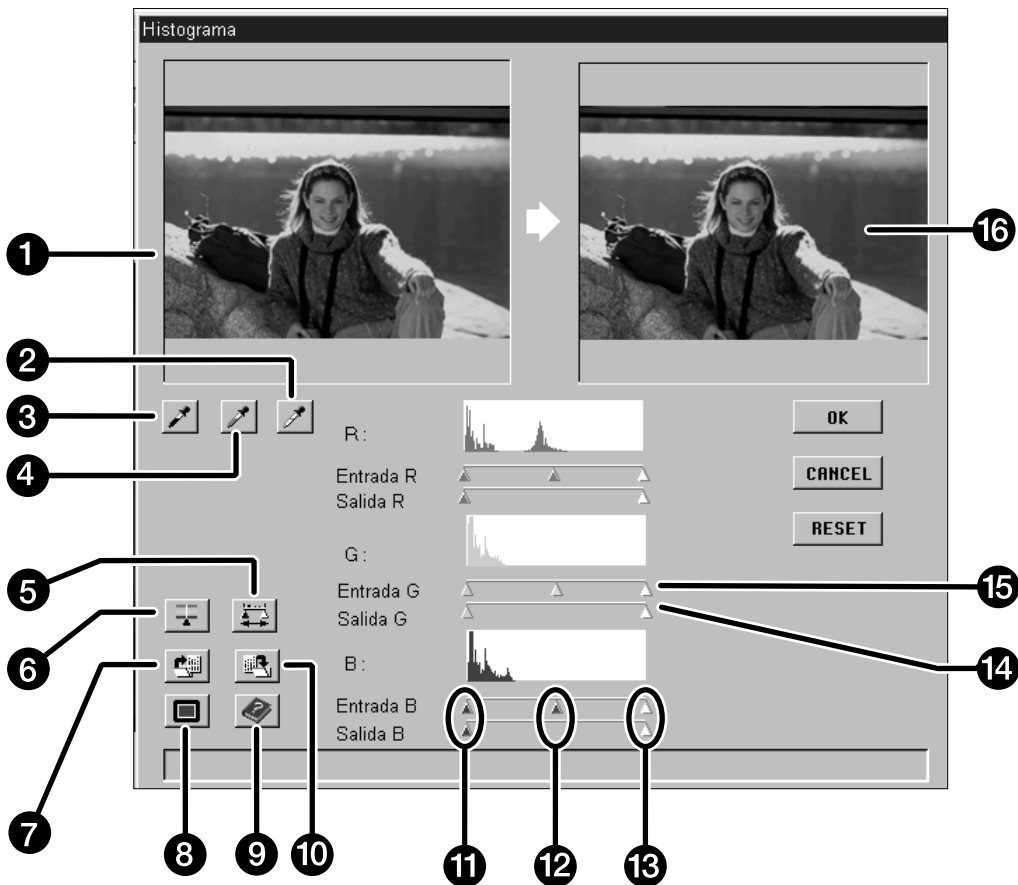 Histograma
1
16
2
3
4
R:
OK
Entrada R
Salida R
CANCEL
RESET
G:
5
Entrada G
15
Salida G
6
14
B:
Entrada B
Salida B
7
8
9
10
11
12
13